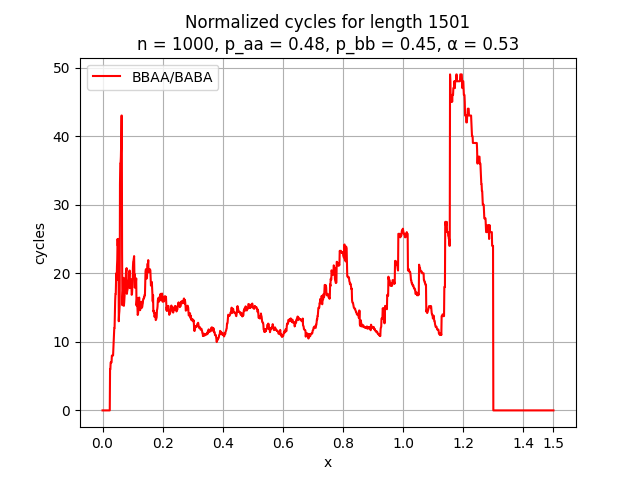 Normalized cycles for length 1501
n = 1000, p_aa = 0.48, p_bb = 0.45, α = 0.53
BBAA/BABA
50
40
30
20
10
0
cycles
0.0 0.2 0.4 0.6 0.8 1.0 1.2 1.4 1.5
x